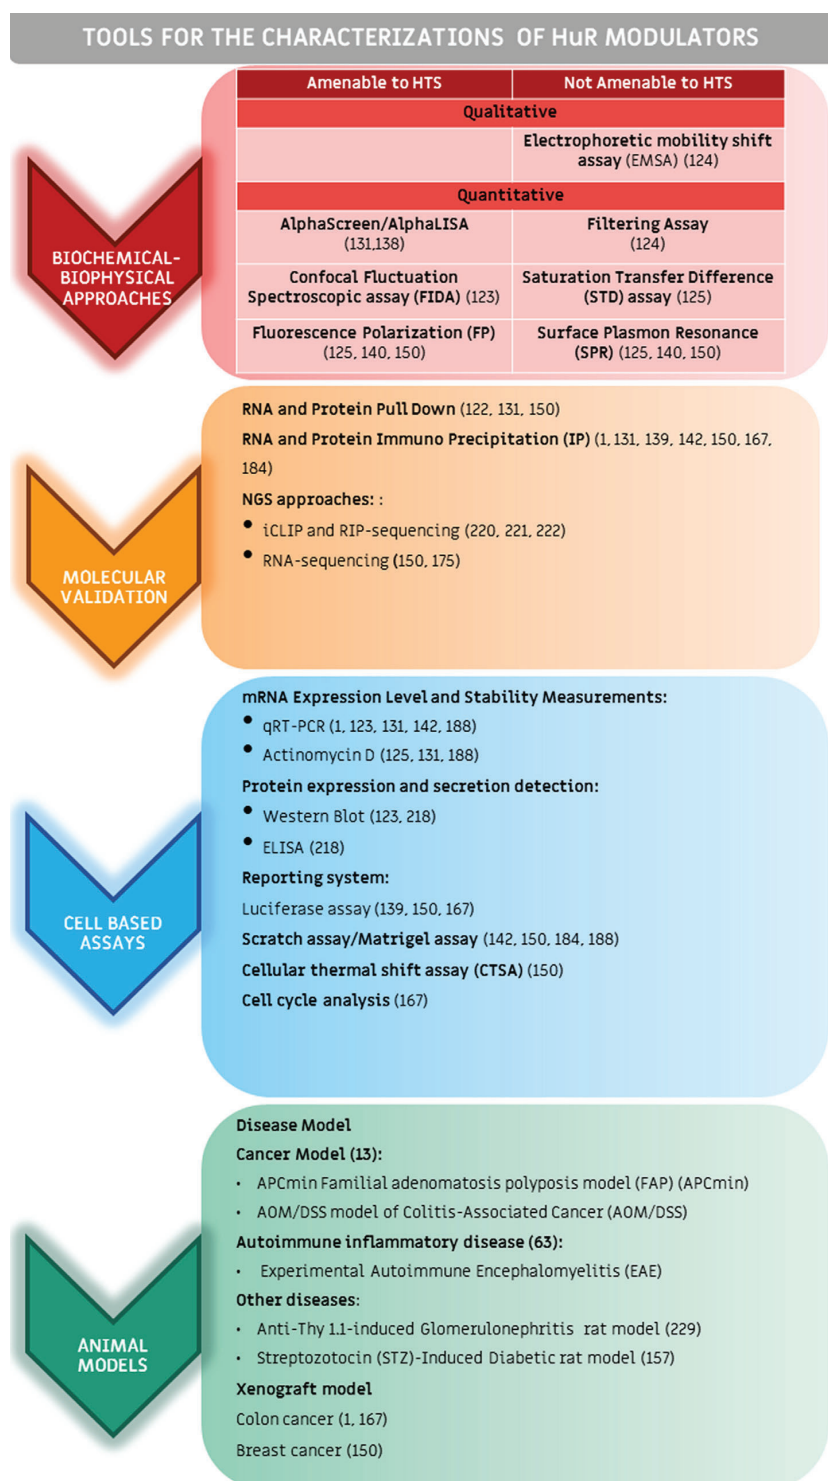 TOOLS FOR THE CHARACTERIZATIONS OF HuR MODULATORS
BIOCHEMICAL-
BIOPHYSICAL
APPROACHES
Amenable to HTS
Not Amenable to HTS
Qualitative
Electrophoretic mobility shift
assay (EMSA) (124)
Quantitative
AlphaScreen/AlphaLISA
(131,138)
Filtering Assay
(124)
Confocal Fluctuation
Spectroscopic assay (FIDA) (123)
Saturation Transfer Difference
(STD) assay (125)
Fluorescence Polarization (FP)
(125, 140, 150)
Surface Plasmon Resonance
(SPR) (125, 140, 150)
MOLECULAR
VALIDATION
RNA and Protein Pull Down (122, 131, 150)
RNA and Protein Immuno Precipitation (IP) (1, 131, 139, 142, 150, 167,
184)
NGS approaches: :
• iCLIP and RIP-sequencing (220, 221, 222)
• RNA-sequencing (150, 175)
CELL BASED
ASSAYS
mRNA Expression Level and Stability Measurements:
• qRT-PCR (1, 123, 131, 142, 188)
• Actinomycin D (125, 131, 188)
Protein expression and secretion detection:
• Western Blot (123, 218)
• ELISA (218)
Reporting system:
Luciferase assay (139, 150, 167)
Scratch assay/Matrigel assay (142, 150, 184, 188)
Cellular thermal shift assay (CTSA) (150)
Cell cycle analysis (167)
ANIMAL
MODELS
Disease Model
Cancer Model (13):
• APCmin Familial adenomatosis polyposis model (FAP) (APCmin)
• AOM/DSS model of Colitis-Associated Cancer (AOM/DSS)
Autoimmune inflammatory disease (63):
• Experimental Autoimmune Encephalomyelitis (EAE)
Other diseases:
• Anti-Thy 1.1-induced Glomerulonephritis rat model (229)
• Streptozotocin (STZ)-Induced Diabetic rat model (157)
Xenograft model
Colon cancer (1, 167)
Breast cancer (150)